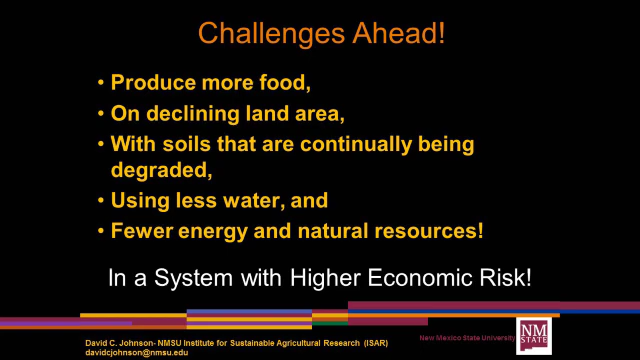 Challenges Ahead!
• Produce more food,
• On declining land area,
• With soils that are continually being
degraded,
• Using less water, and
• Fewer energy and natural resources!
In a System with Higher Economic Risk!
David C. Johnson- NMSU Institute for Sustainable Agricultural Research (ISAR)
davidcjohnson@nmsu.edu
New Mexico State University
NM
STATE